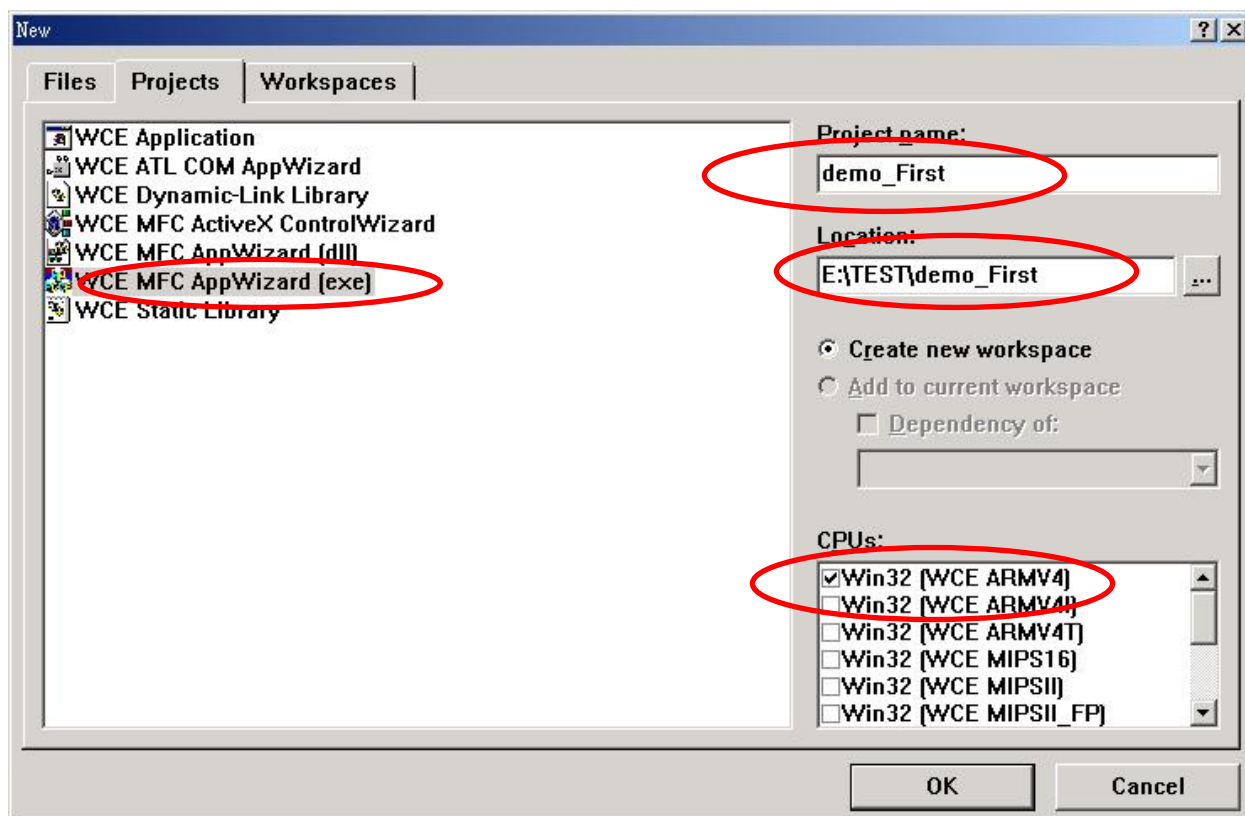 New
Files
Projects
Workspaces
WCE Application
WCE ATL COM AppWizard
WCE Dynamic-Link Library
WCE MFC ActiveX ControlWizard
WCE MFC AppWizard (dll)
WCE MFC AppWizard (exe)
WCE Static Library
Project name:
demo_First
Location:
E:\TEST\demo_First
...
Create new workspace
Add to current workspace
Dependency of:
CPUs:
Win32 (WCE ARMV4)
Win32 (WCE ARMV4I)
Win32 (WCE ARMV4T)
Win32 (WCE MIPS16)
Win32 (WCE MIPSII)
Win32 (WCE MIPSII_FP)
OK
Cancel